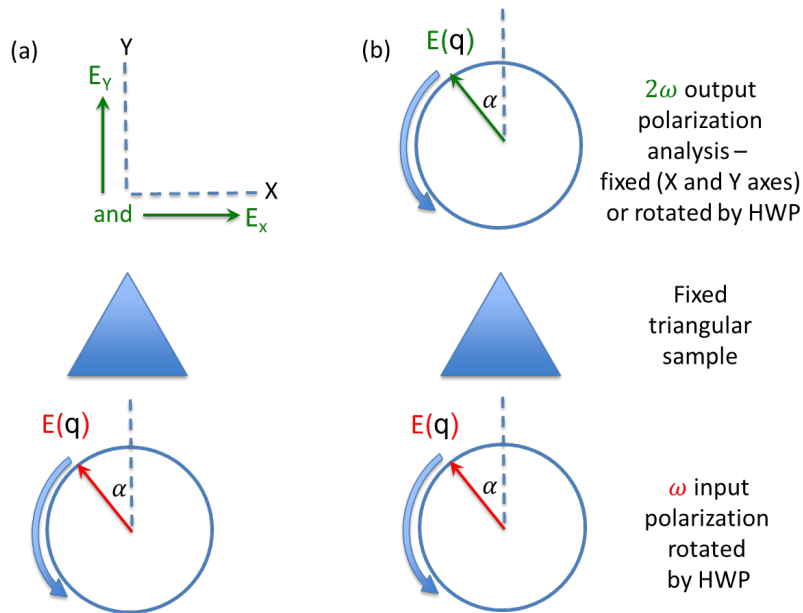 (a)
Y
E_Y
X
and
E_x
E(q)
α
(b)
E(q)
α
E(q)
α
2ω output
polarization
analysis –
fixed (X and Y axes)
or rotated by HWP
Fixed
triangular
sample
ω input
polarization
rotated
by HWP